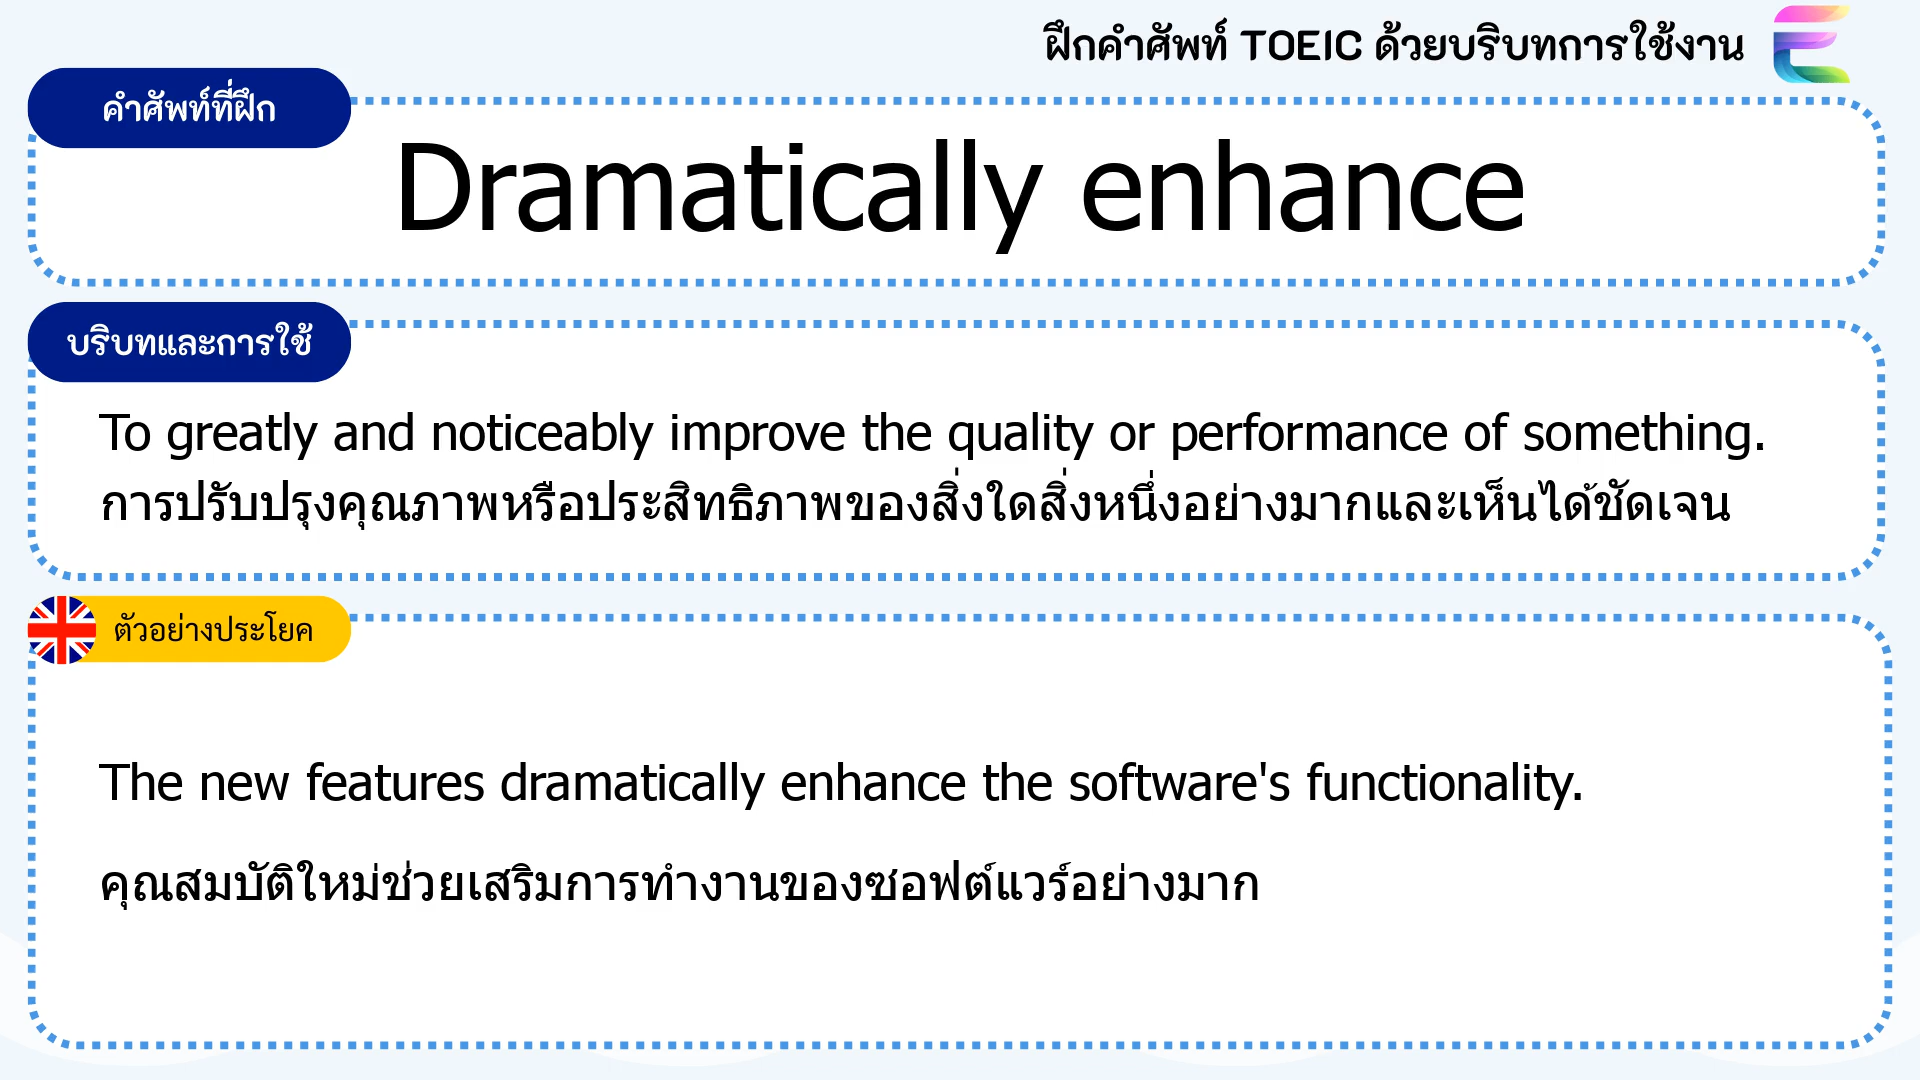 ฝึกคำศัพท์ TOEIC ด้วยบริบทการใช้งาน
คำศัพท์ที่ฝึก
Dramatically enhance
บริบทและการใช้
To greatly and noticeably improve the quality or performance of something.
การปรับปรุงคุณภาพหรือประสิทธิภาพของสิ่งใดสิ่งหนึ่งอย่างมากและเห็นได้ชัดเจน
ตัวอย่างประโยค
The new features dramatically enhance the software's functionality.
คุณสมบัติใหม่ช่วยเสริมการทำงานของซอฟต์แวร์อย่างมาก